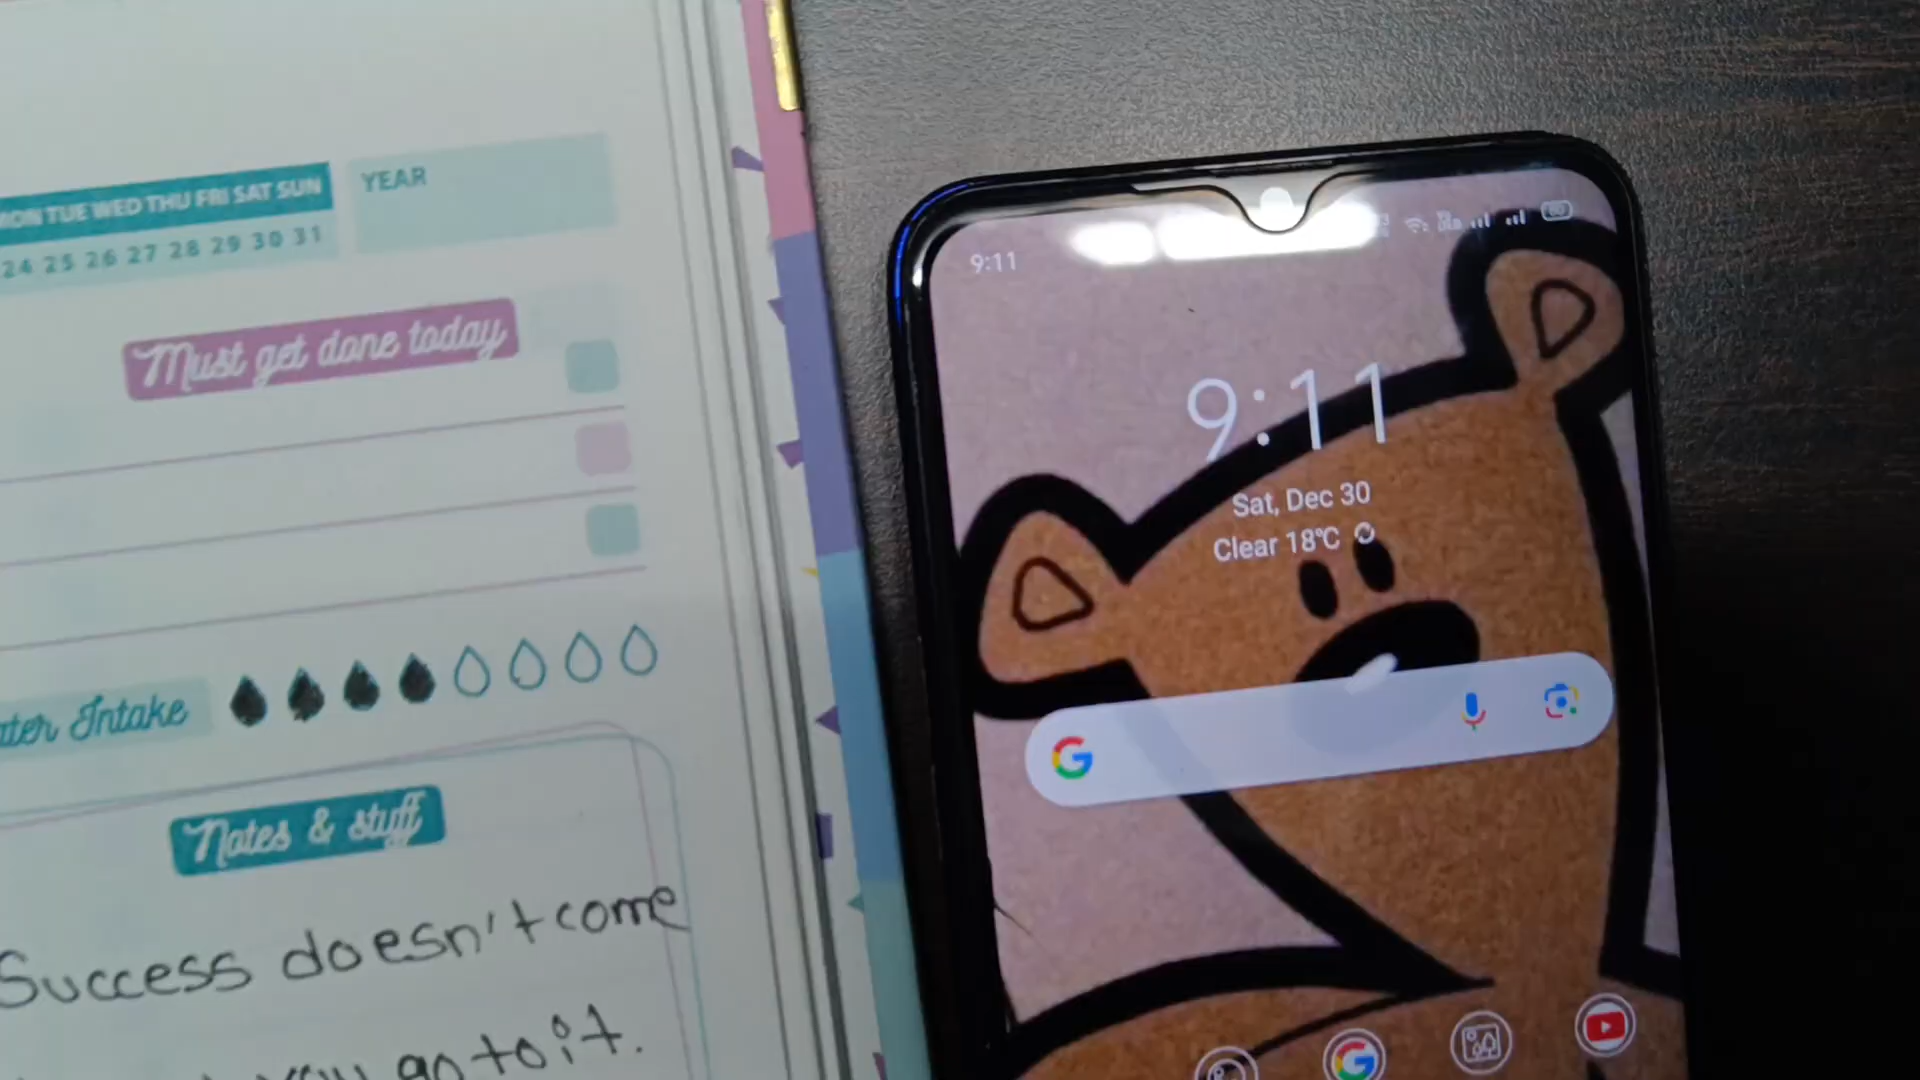 MON TUE WED THU FRI SAT SUN
24 25 26 27 28 29 30 31
YEAR
Must get done today
Water Intake
Notes & stuff
Success doesn't come
you go to it.
9:11
9:11
Sat, Dec 30
Clear 18°C